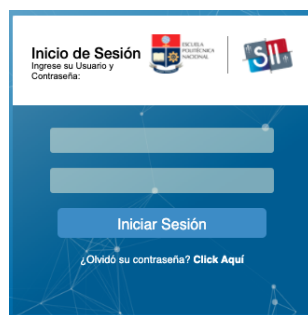 Inicio de Sesión
Ingrese su Usuario y
Contraseña:
ESCUELA
POLITÉCNICA
NACIONAL
SII
Iniciar Sesión
¿Olvidó su contraseña? Click Aquí